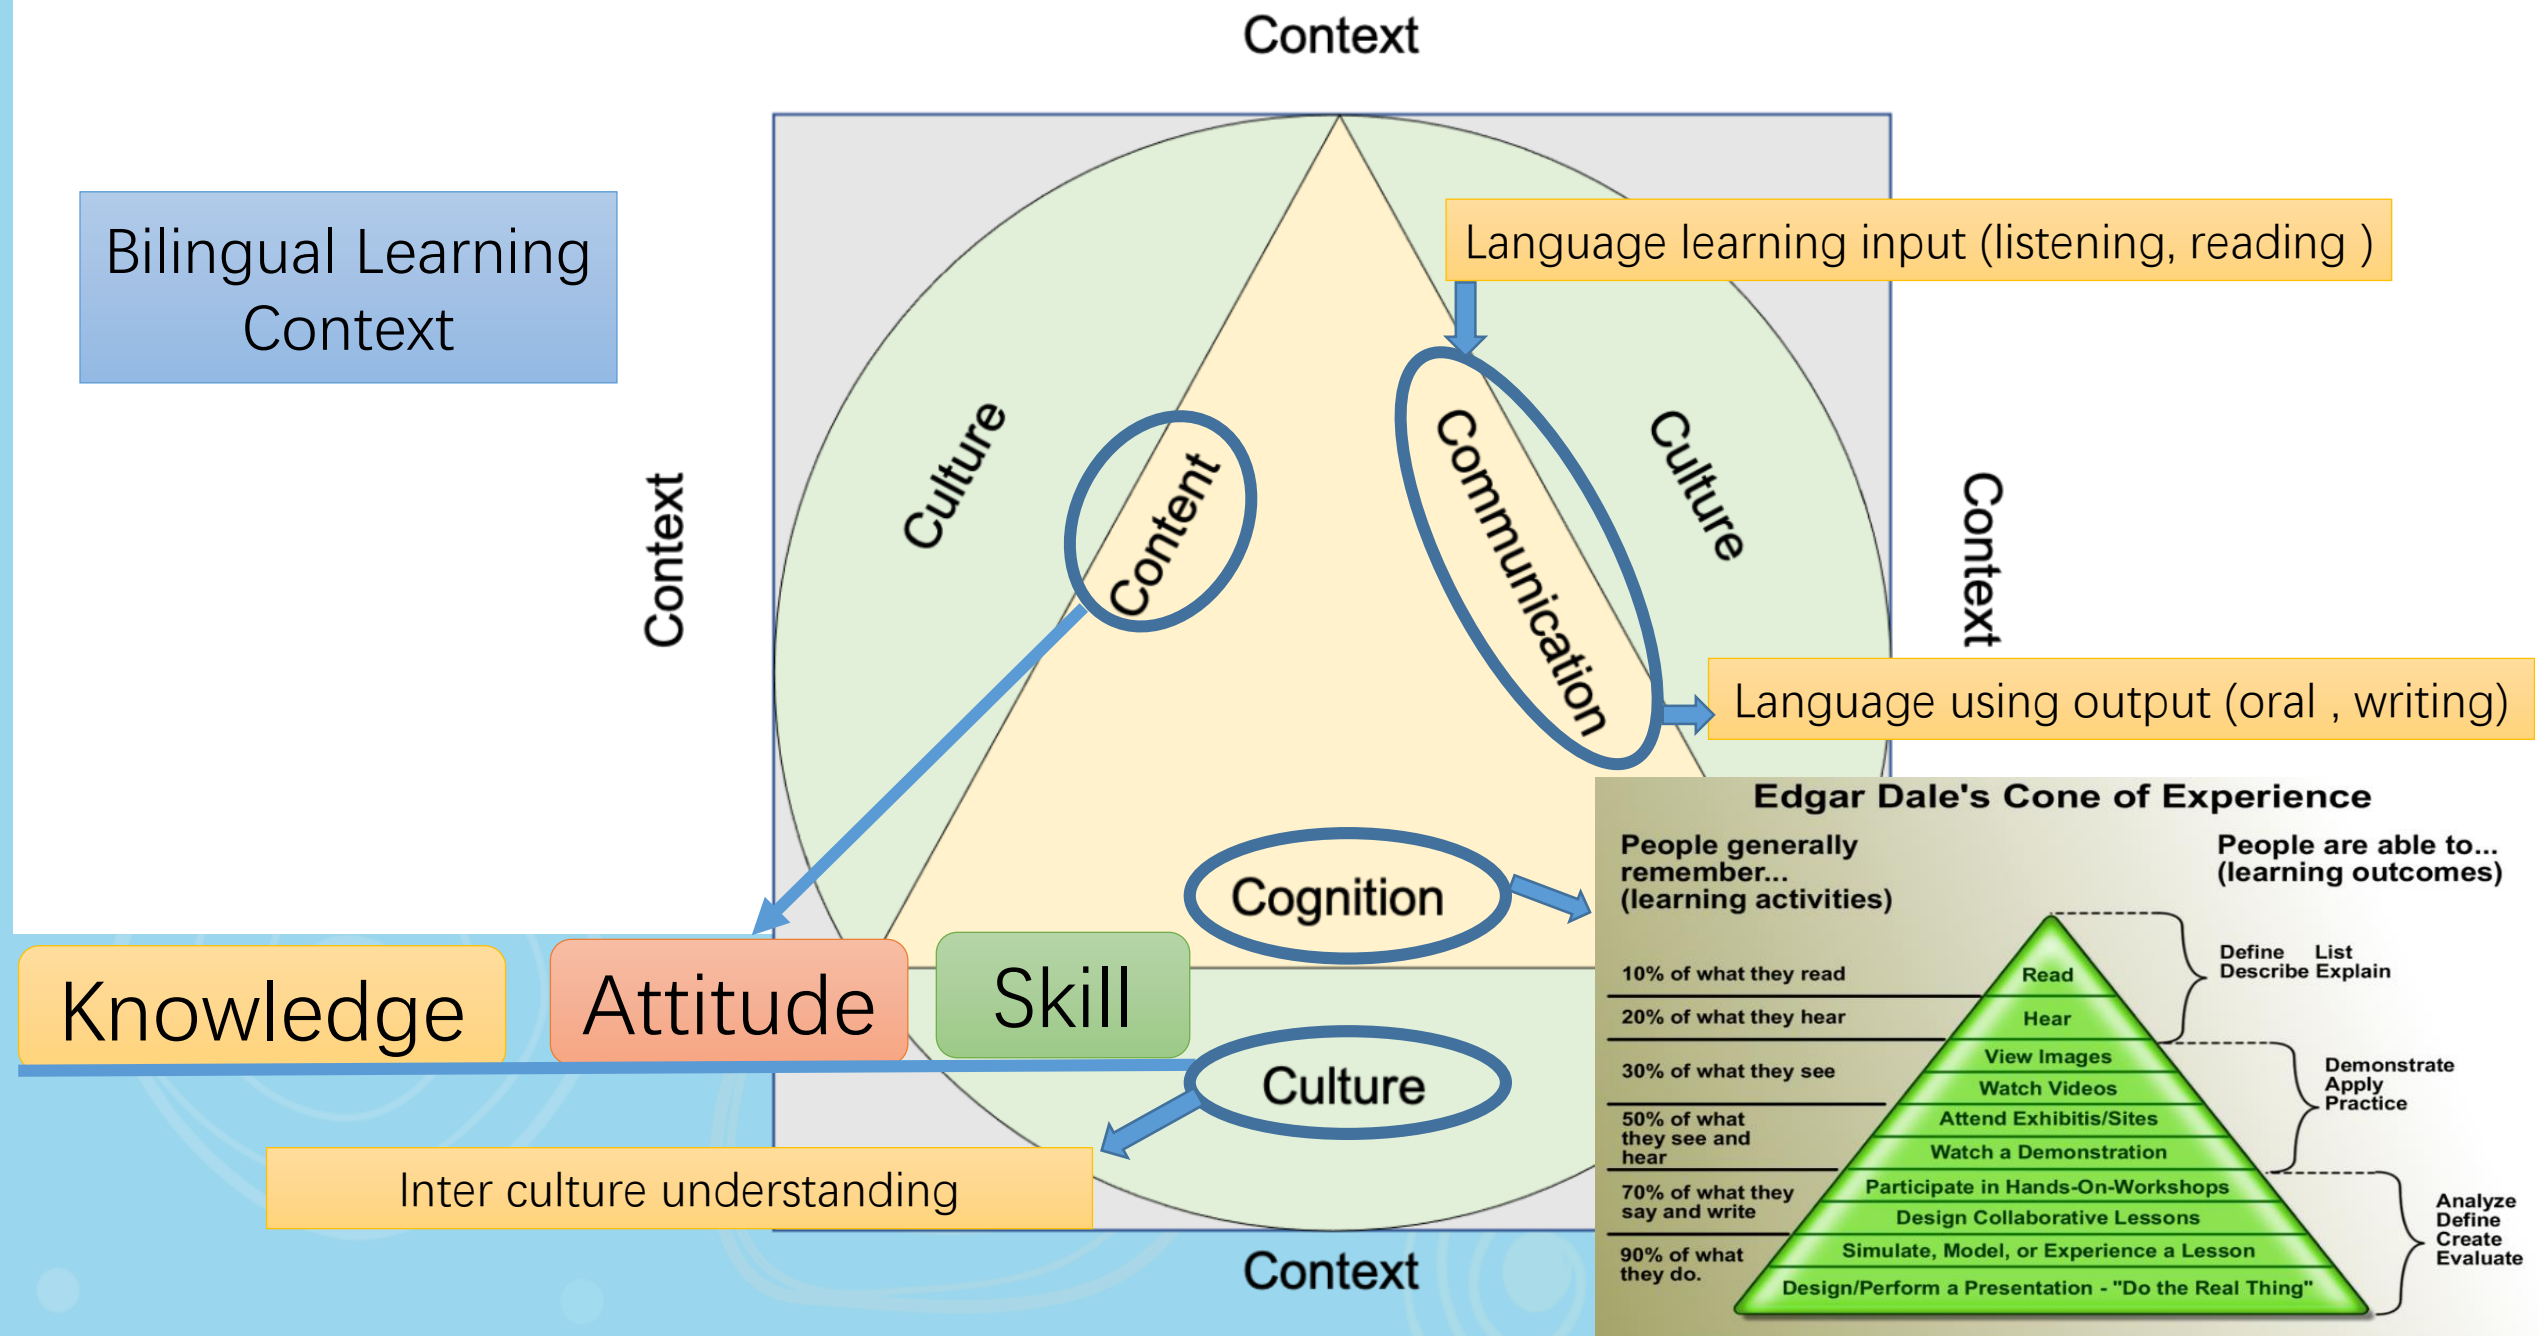 Context
Bilingual Learning
Context
Language learning input (listening, reading )
Culture
Content
Communication
Culture
Context
Context
Language using output (oral , writing)
Cognition
Knowledge
Attitude
Skill
Culture
Inter culture understanding
Context
Edgar Dale's Cone of Experience
People generally
remember...
(learning activities)
People are able to...
(learning outcomes)
10% of what they read
20% of what they hear
30% of what they see
50% of what
they see and
hear
70% of what they
say and write
90% of what
they do.
Read
Hear
View Images
Watch Videos
Attend Exhibitis/Sites
Watch a Demonstration
Participate in Hands-On-Workshops
Design Collaborative Lessons
Simulate, Model, or Experience a Lesson
Design/Perform a Presentation - "Do the Real Thing"
Define List
Describe Explain
Demonstrate
Apply
Practice
Analyze
Define
Create
Evaluate